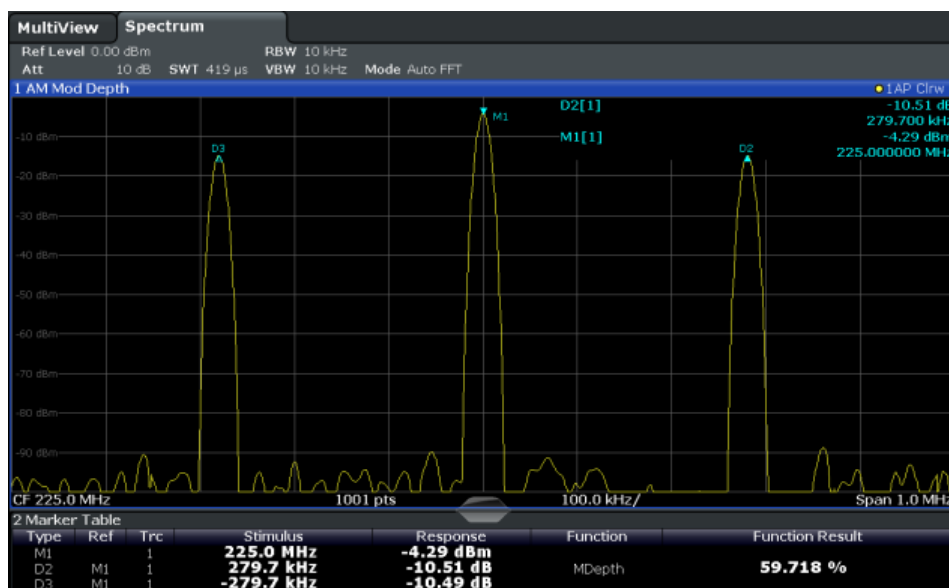 MultiView Spectrum
Ref Level 0.00 dBm RBW 10 kHz
Att 10 dB SWT 419 µs VBW 10 kHz Mode Auto FFT
1 AM Mod Depth 1AP Clrw
D2[1] -10.51 dB
279.700 kHz
M1[1] -4.29 dBm
225.000000 MHz
M1
D3
D2
-10 dBm
-20 dBm
-30 dBm
-40 dBm
-50 dBm
-60 dBm
-70 dBm
-80 dBm
-90 dBm
CF 225.0 MHz 1001 pts 100.0 kHz/ Span 1.0 MHz
2 Marker Table
Type Ref Trc Stimulus Response Function Function Result
M1 1 225.0 MHz -4.29 dBm
D2 M1 1 279.7 kHz -10.51 dB MDepth 59.718 %
D3 M1 1 -279.7 kHz -10.49 dB